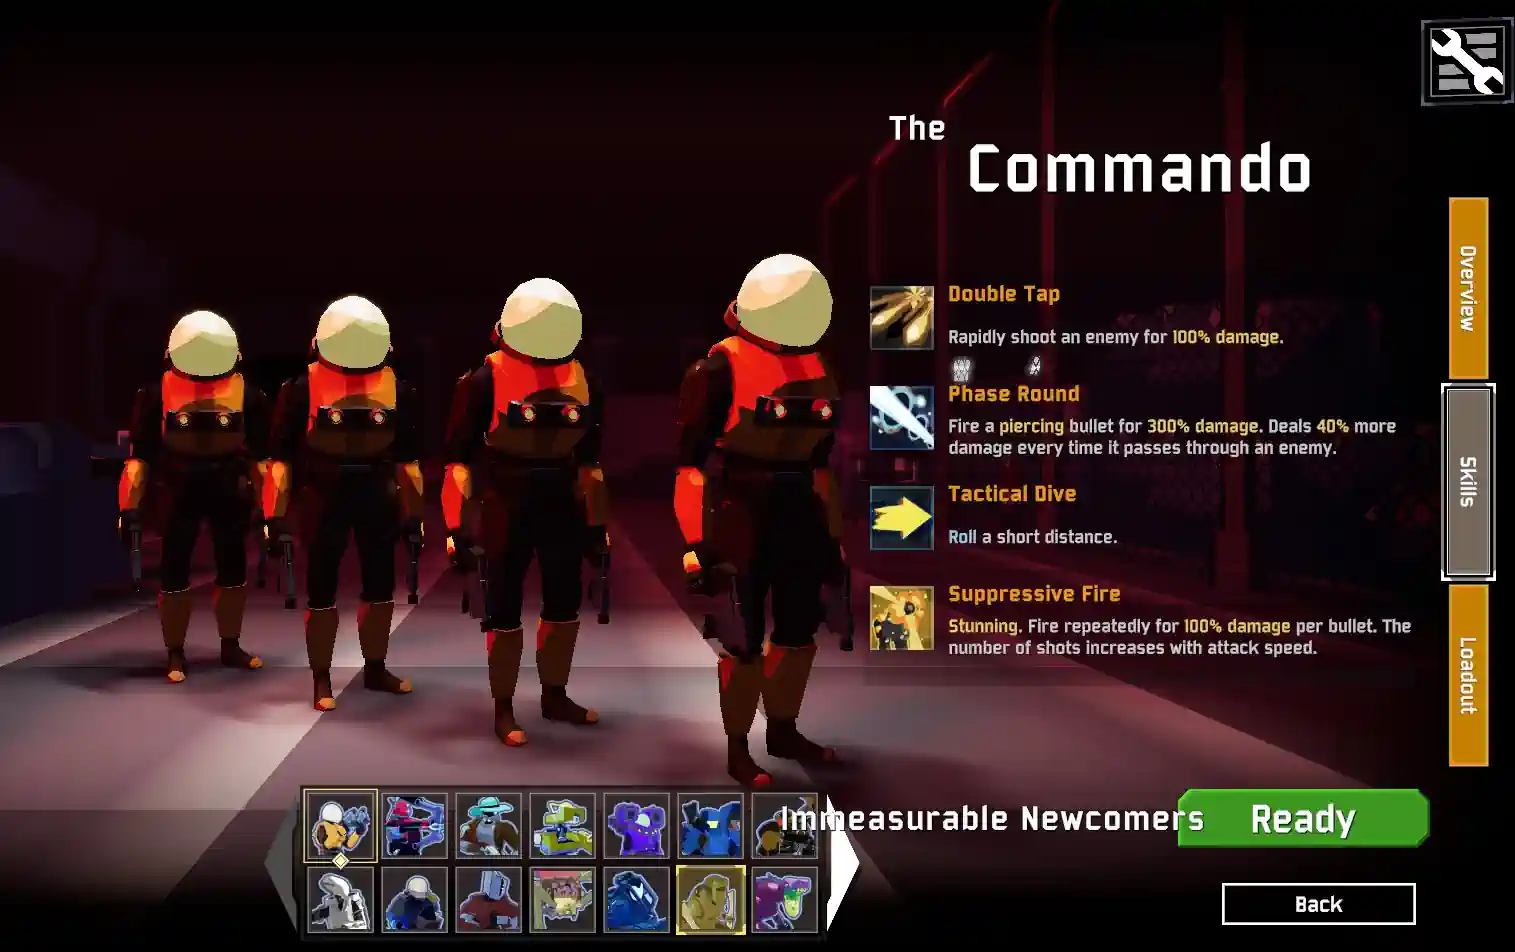 The
Commando
Double Tap
Rapidly shoot an enemy for 100% damage.
Phase Round
Fire a piercing bullet for 300% damage. Deals 40% more
damage every time it passes through an enemy.
Tactical Dive
Roll a short distance.
Suppressive Fire
Stunning. Fire repeatedly for 100% damage per bullet. The
number of shots increases with attack speed.
Overview
Skills
Loadout
Immeasurable Newcomers
Ready
Back